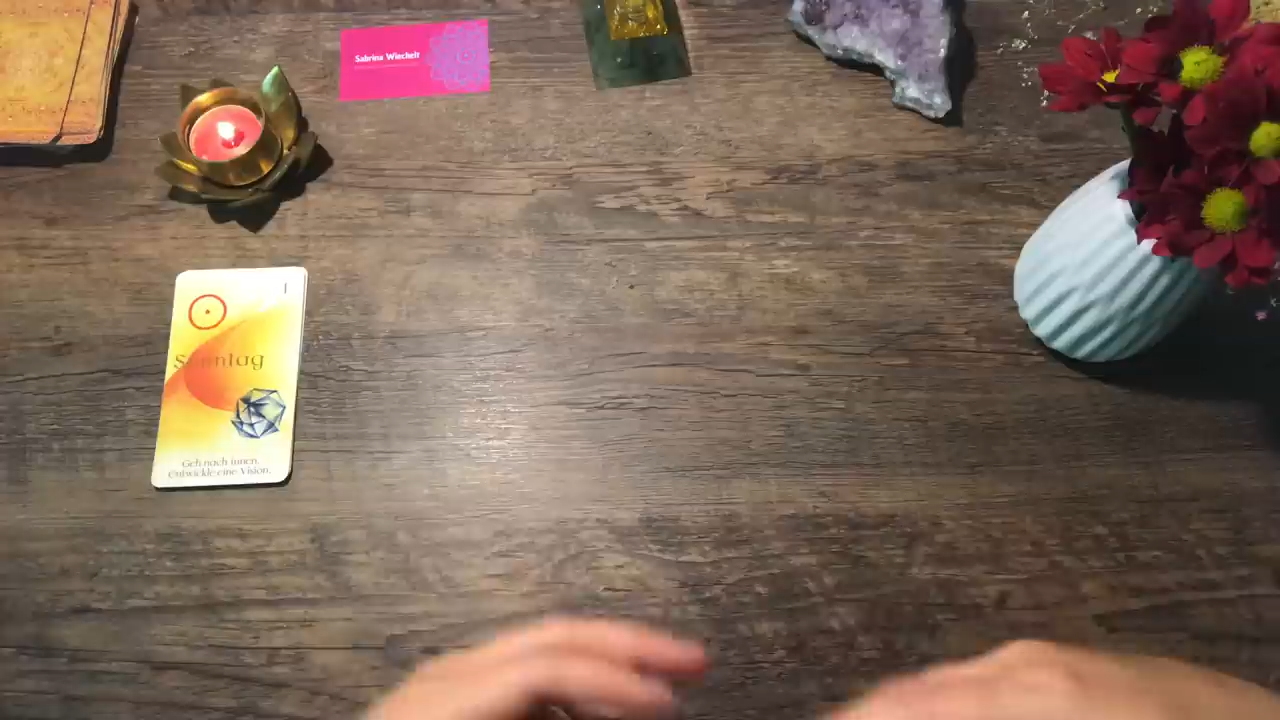 Sabrina Wiechelt
1
Sonntag
Geh nach innen.
Entwickle eine Vision.